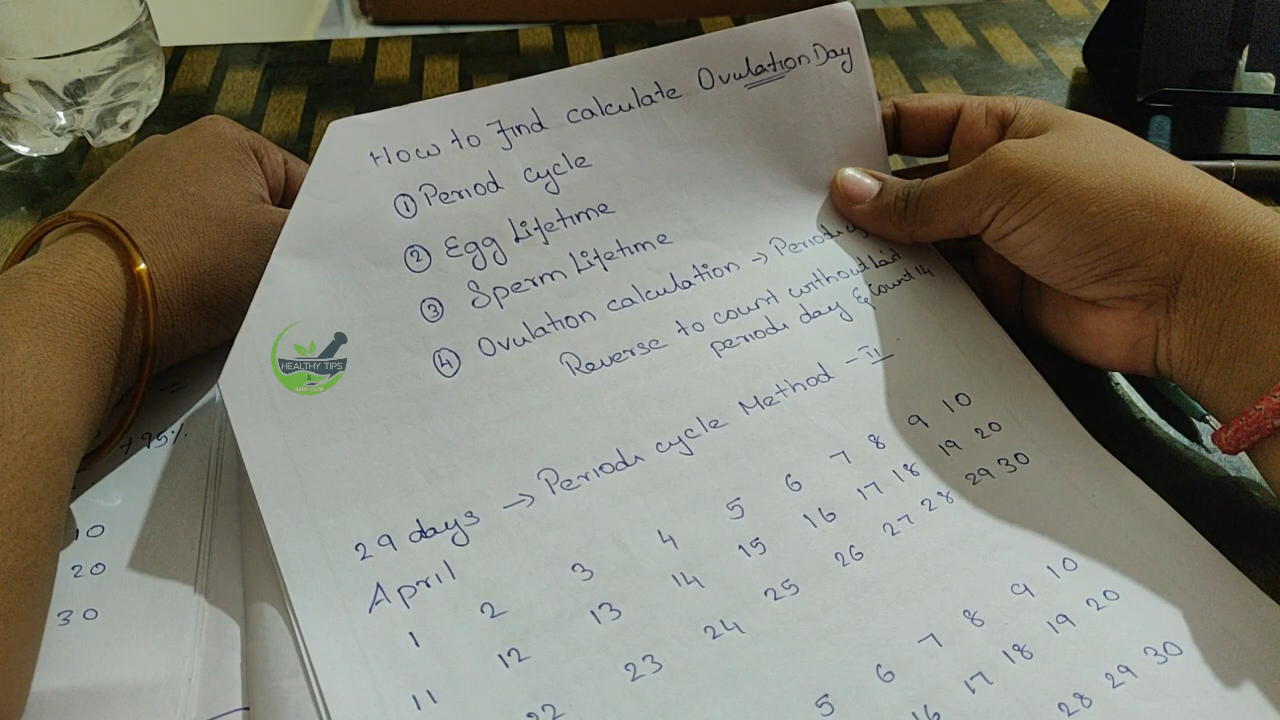 How to Find calculate Ovulation Day
① Period cycle
② Egg Lifetime
③ Sperm Lifetime
④ Ovulation calculation → Periods
Reverse to count without Last
periods day & count 14
29 days → Periods cycle Method - II
April
1 2 3 4 5 6 7 8 9 10
11 12 13 14 15 16 17 18 19 20
22 23 24 25 26 27 28 29 30
5 6 7 8 9 10
16 17 18 19 20
28 29 30
HEALTHY TIPS
&
95%
10
20
30